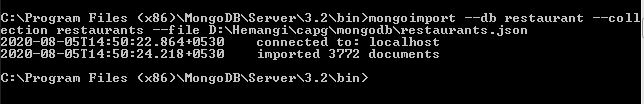 C:\Program Files (x86)\MongoDB\Server\3.2\bin>mongoimport --db restaurant --coll
ection restaurants --file D:\Hemangi\capg\mongodb\restaurants.json
2020-08-05T14:50:22.864+0530    connected to: localhost
2020-08-05T14:50:24.218+0530    imported 3772 documents
C:\Program Files (x86)\MongoDB\Server\3.2\bin>